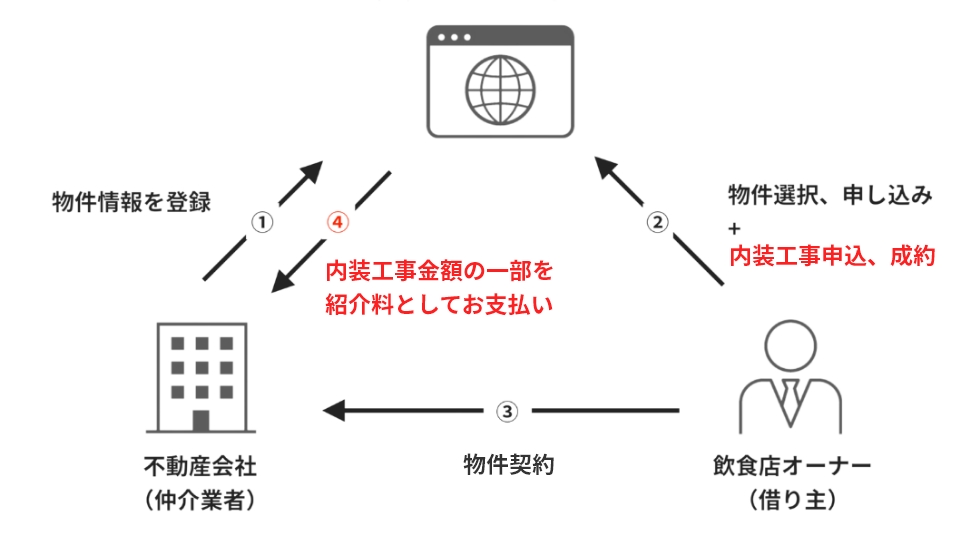 物件情報を登録
①
④
②
物件選択、申し込み
+
内装工事申込、成約
内装工事金額の一部を
紹介料としてお支払い
③
不動産会社
（仲介業者）
物件契約
飲食店オーナー
（借り主）